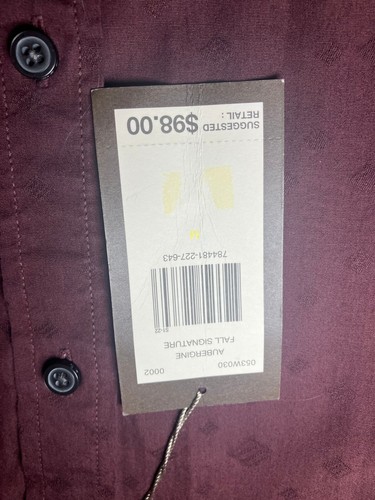 053W030 0002
AUBERGINE
FALL SIGNATURE
784481-227-643
SUGGESTED
RETAIL : $98.00